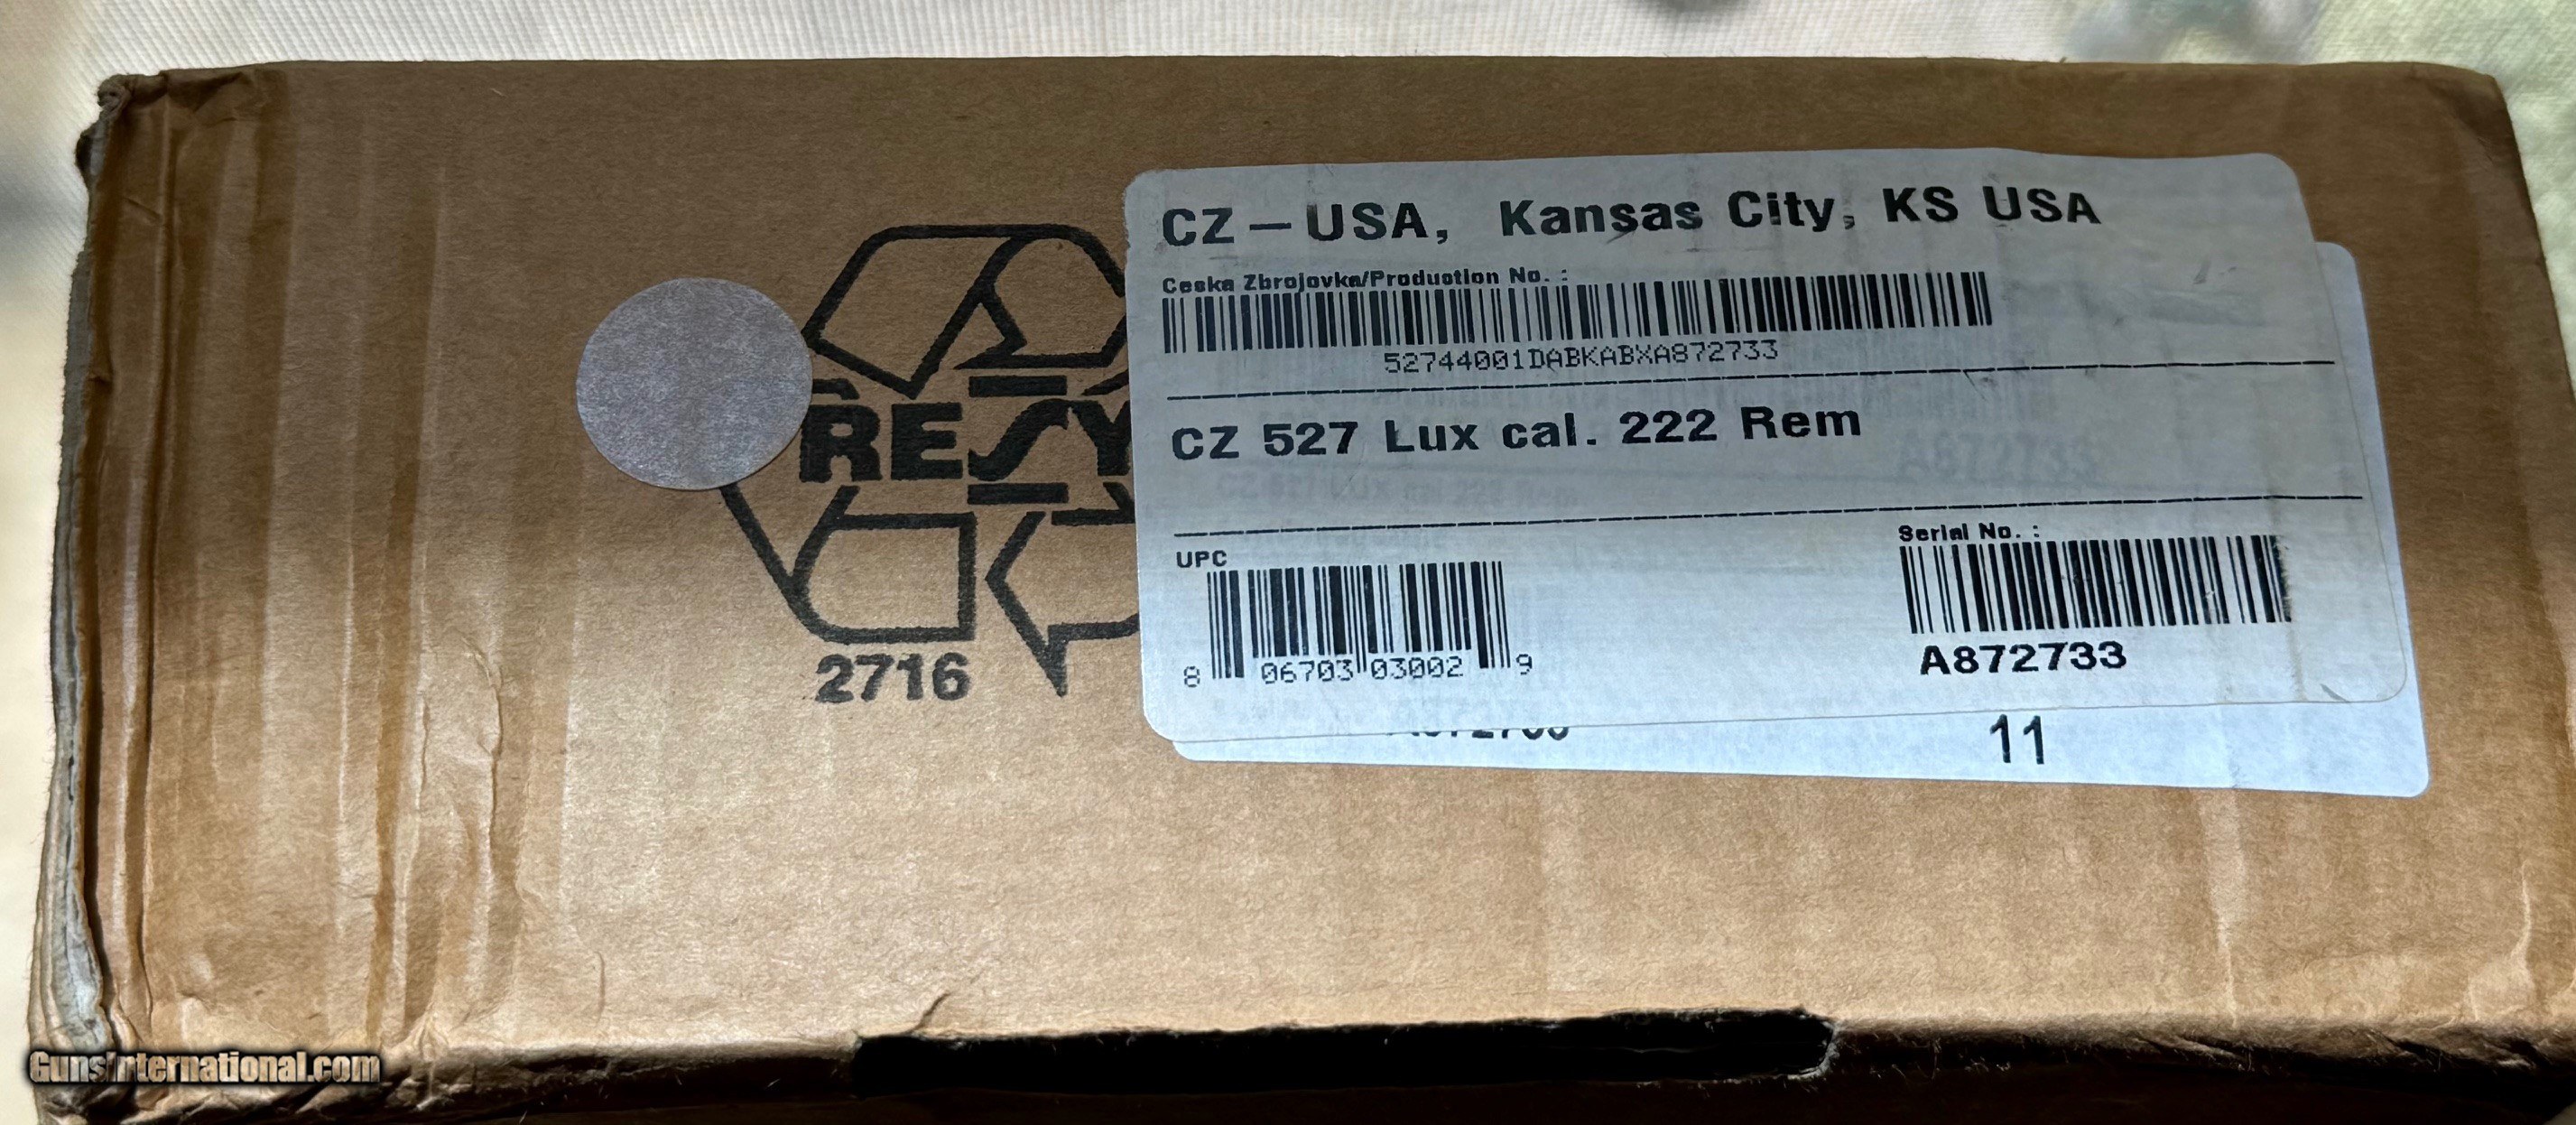 CZ – USA, Kansas City, KS USA
Ceska Zbrojovka/Production No. :
52744001DABKABXA872733
CZ 527 Lux cal. 222 Rem
UPC
8 06703 03002 9
Serial No. :
A872733
11
RESY
2716
GunsInternational.com